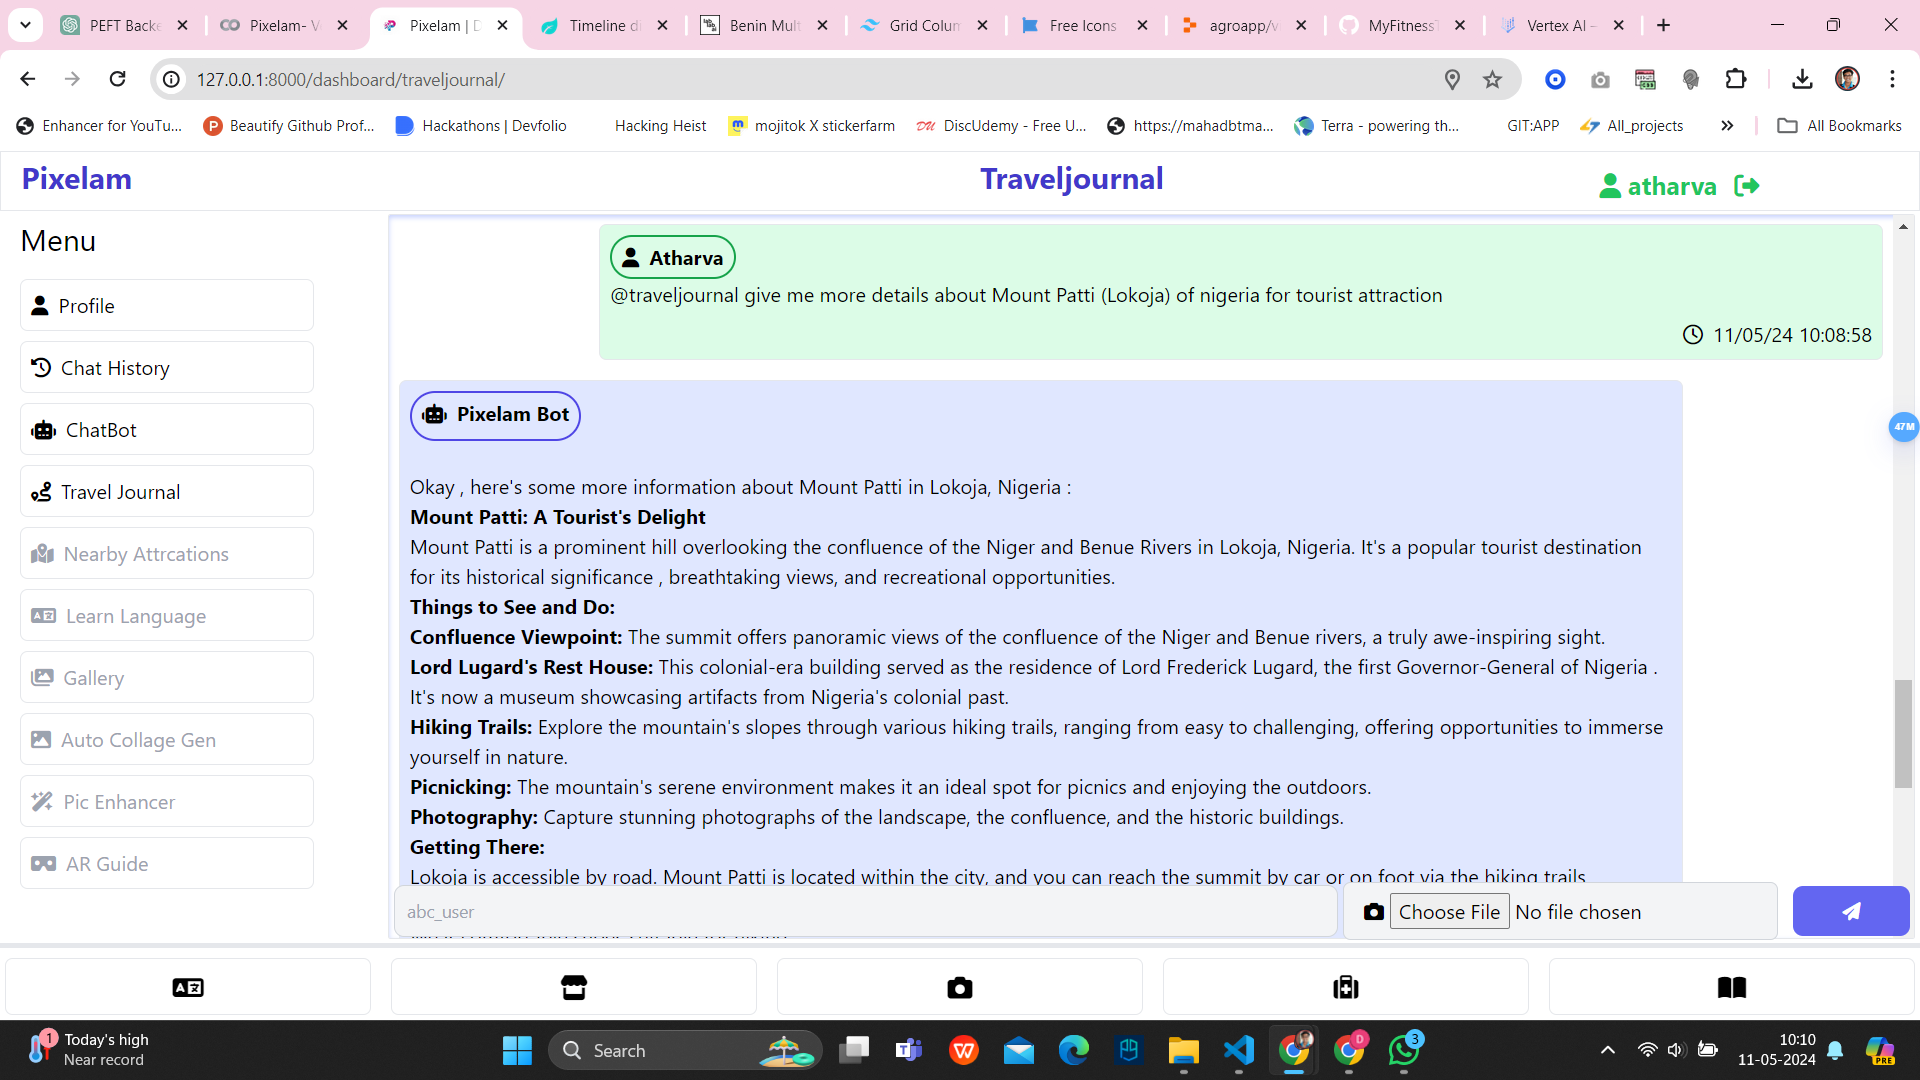 PEFT Backe
Pixelam- V
Pixelam | D
Timeline di
Benin Mult
Grid Colum
Free Icons
agroapp/v
MyFitnessT
Vertex AI –
127.0.0.1:8000/dashboard/traveljournal/
Enhancer for YouTu...
Beautify Github Prof...
Hackathons | Devfolio
Hacking Heist
mojitok X stickerfarm
DU
DiscUdemy - Free U...
https://mahadbtma...
Terra - powering th...
GIT:APP
All_projects
All Bookmarks
Pixelam
Traveljournal
atharva
Menu
Profile
Chat History
ChatBot
Travel Journal
Nearby Attrcations
Learn Language
Gallery
Auto Collage Gen
Pic Enhancer
AR Guide
Atharva
@traveljournal give me more details about Mount Patti (Lokoja) of nigeria for tourist attraction
11/05/24 10:08:58
Pixelam Bot
47M
Okay , here's some more information about Mount Patti in Lokoja, Nigeria :
Mount Patti: A Tourist's Delight
Mount Patti is a prominent hill overlooking the confluence of the Niger and Benue Rivers in Lokoja, Nigeria. It's a popular tourist destination
for its historical significance , breathtaking views, and recreational opportunities.
Things to See and Do:
Confluence Viewpoint: The summit offers panoramic views of the confluence of the Niger and Benue rivers, a truly awe-inspiring sight.
Lord Lugard's Rest House: This colonial-era building served as the residence of Lord Frederick Lugard, the first Governor-General of Nigeria .
It's now a museum showcasing artifacts from Nigeria's colonial past.
Hiking Trails: Explore the mountain's slopes through various hiking trails, ranging from easy to challenging, offering opportunities to immerse
yourself in nature.
Picnicking: The mountain's serene environment makes it an ideal spot for picnics and enjoying the outdoors.
Photography: Capture stunning photographs of the landscape, the confluence, and the historic buildings.
Getting There:
Lokoja is accessible by road. Mount Patti is located within the city, and you can reach the summit by car or on foot via the hiking trails
abc_user
Choose File No file chosen
1
Today's high
Near record
Search
D
3
10:10
11-05-2024
PRE